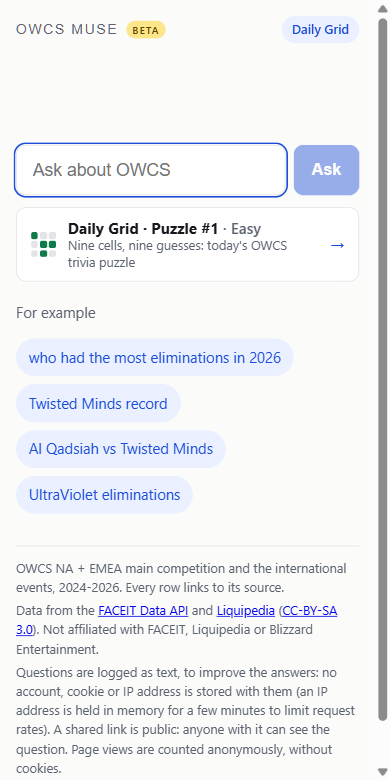 OWCS MUSE BETA Daily Grid
Ask about OWCS Ask
Daily Grid · Puzzle #1 · Easy
Nine cells, nine guesses: today's OWCS
trivia puzzle
→
For example
who had the most eliminations in 2026
Twisted Minds record
Al Qadsiah vs Twisted Minds
UltraViolet eliminations
OWCS NA + EMEA main competition and the international
events, 2024-2026. Every row links to its source.
Data from the FACEIT Data API and Liquipedia (CC-BY-SA
3.0). Not affiliated with FACEIT, Liquipedia or Blizzard
Entertainment.
Questions are logged as text, to improve the answers: no
account, cookie or IP address is stored with them (an IP
address is held in memory for a few minutes to limit request
rates). A shared link is public: anyone with it can see the
question. Page views are counted anonymously, without
cookies.